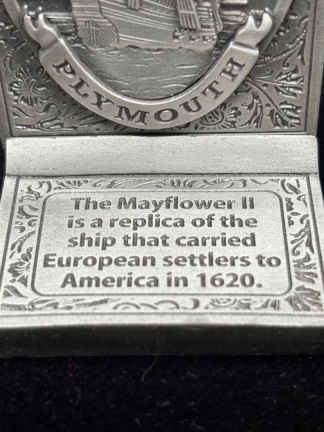 PLYMOUTH
The Mayflower II
is a replica of the
ship that carried
European settlers to
America in 1620.